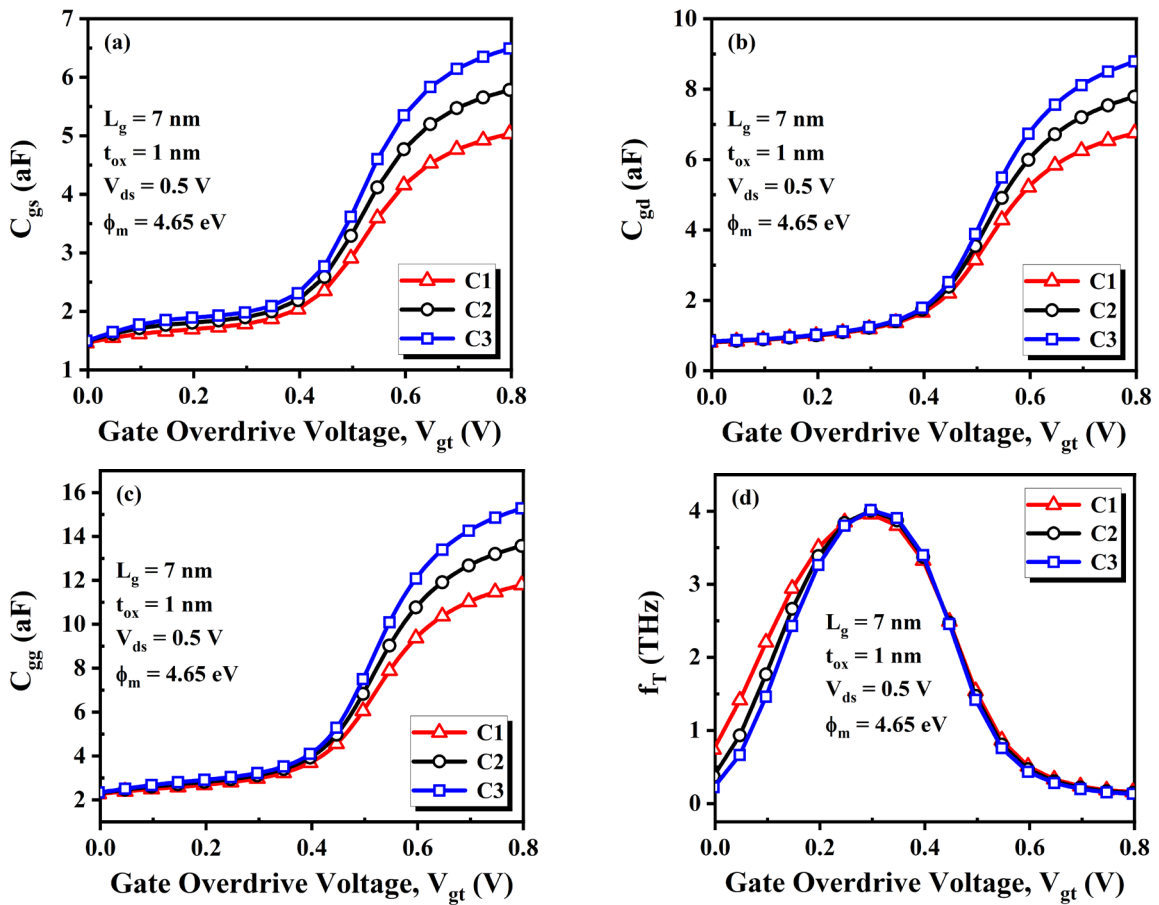 (a)
7
6
5
4
3
2
1
C_gs (aF)
L_g = 7 nm
t_ox = 1 nm
V_ds = 0.5 V
ϕ_m = 4.65 eV
C1
C2
C3
0.0 0.2 0.4 0.6 0.8
Gate Overdrive Voltage, V_gt (V)
(b)
10
8
6
4
2
0
C_gd (aF)
L_g = 7 nm
t_ox = 1 nm
V_ds = 0.5 V
ϕ_m = 4.65 eV
C1
C2
C3
0.0 0.2 0.4 0.6 0.8
Gate Overdrive Voltage, V_gt (V)
(c)
16
14
12
10
8
6
4
2
C_gg (aF)
L_g = 7 nm
t_ox = 1 nm
V_ds = 0.5 V
ϕ_m = 4.65 eV
C1
C2
C3
0.0 0.2 0.4 0.6 0.8
Gate Overdrive Voltage, V_gt (V)
(d)
4
3
2
1
0
f_T (THz)
C1
C2
C3
L_g = 7 nm
t_ox = 1 nm
V_ds = 0.5 V
ϕ_m = 4.65 eV
0.0 0.2 0.4 0.6 0.8
Gate Overdrive Voltage, V_gt (V)